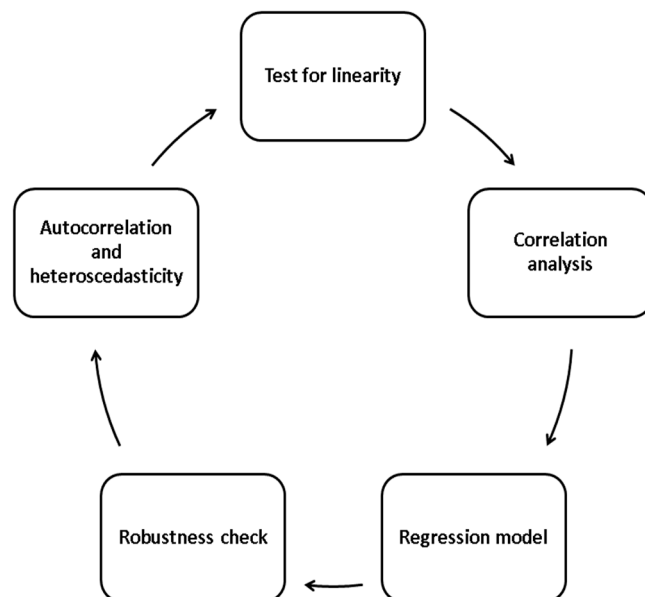 Test for linearity
Correlation
analysis
Regression model
Robustness check
Autocorrelation
and
heteroscedasticity